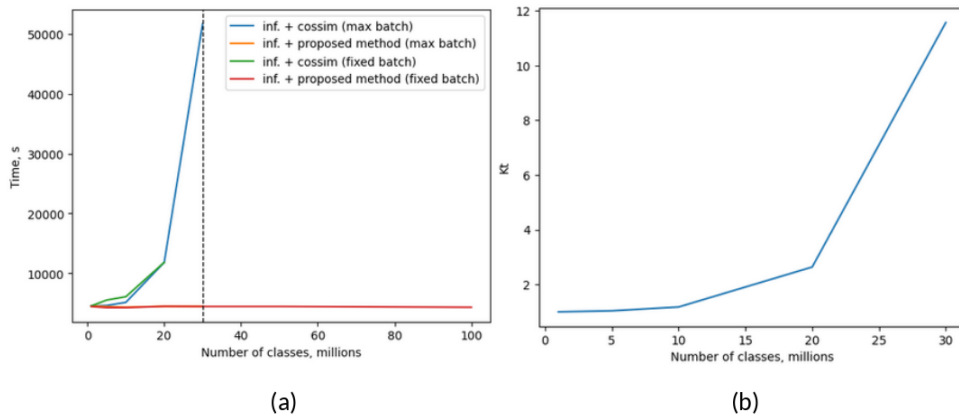 inf. + cossim (max batch)
inf. + proposed method (max batch)
inf. + cossim (fixed batch)
inf. + proposed method (fixed batch)
Time, s
50000
40000
30000
20000
10000
0
20
40
60
80
100
Number of classes, millions
(a)
Kt
12
10
8
6
4
2
0
5
10
15
20
25
30
Number of classes, millions
(b)